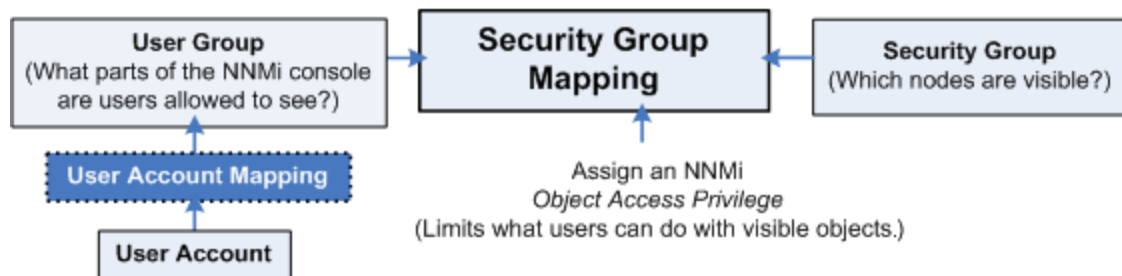 User Group
(What parts of the NNMi console
are users allowed to see?)
Security Group
Mapping
Security Group
(Which nodes are visible?)
User Account Mapping
Assign an NNMi
Object Access Privilege
(Limits what users can do with visible objects.)
User Account